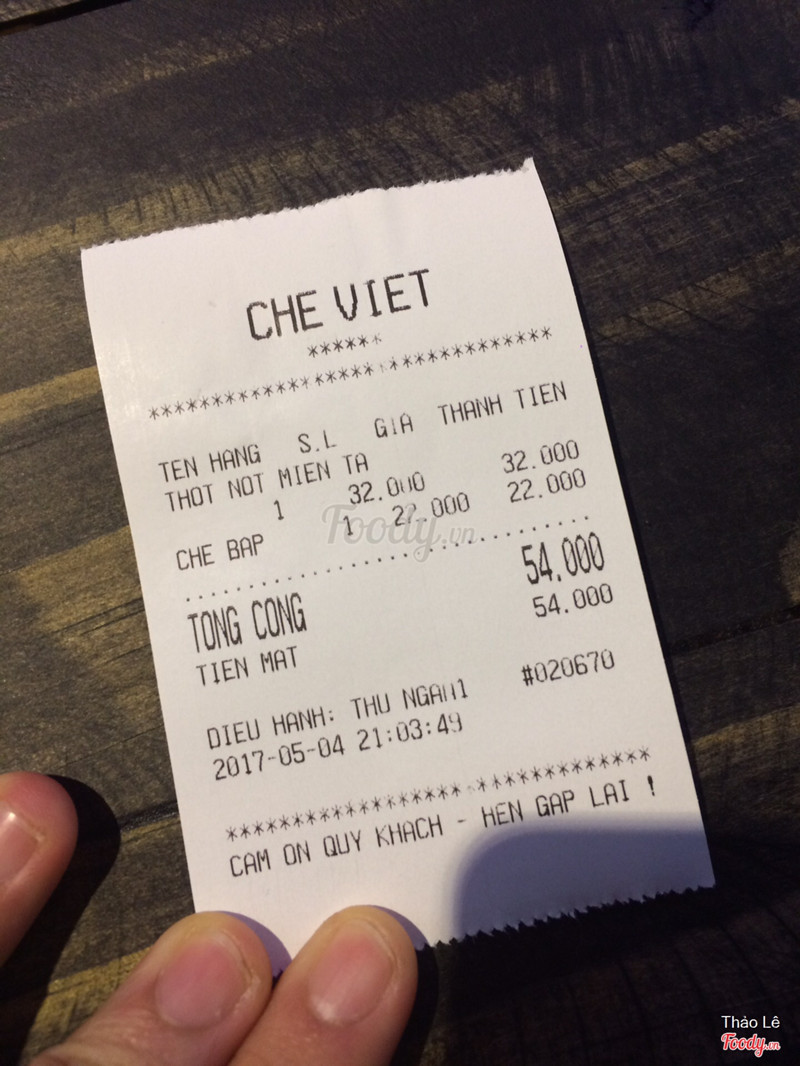 CHE VIET
******
*******************************
TEN HANG S.L GIA THANH TIEN
THOT NOT MIEN TA
1 32.000 32.000
CHE BAP 1 22.000 22.000
TONG CONG 54.000
TIEN MAT 54.000
DIEU HANH: THU NGAN1 #020670
2017-05-04 21:03:49
*********************************
CAM ON QUY KHACH - HEN GAP LAI !
Foody.vn
Thảo Lê
Foody.vn